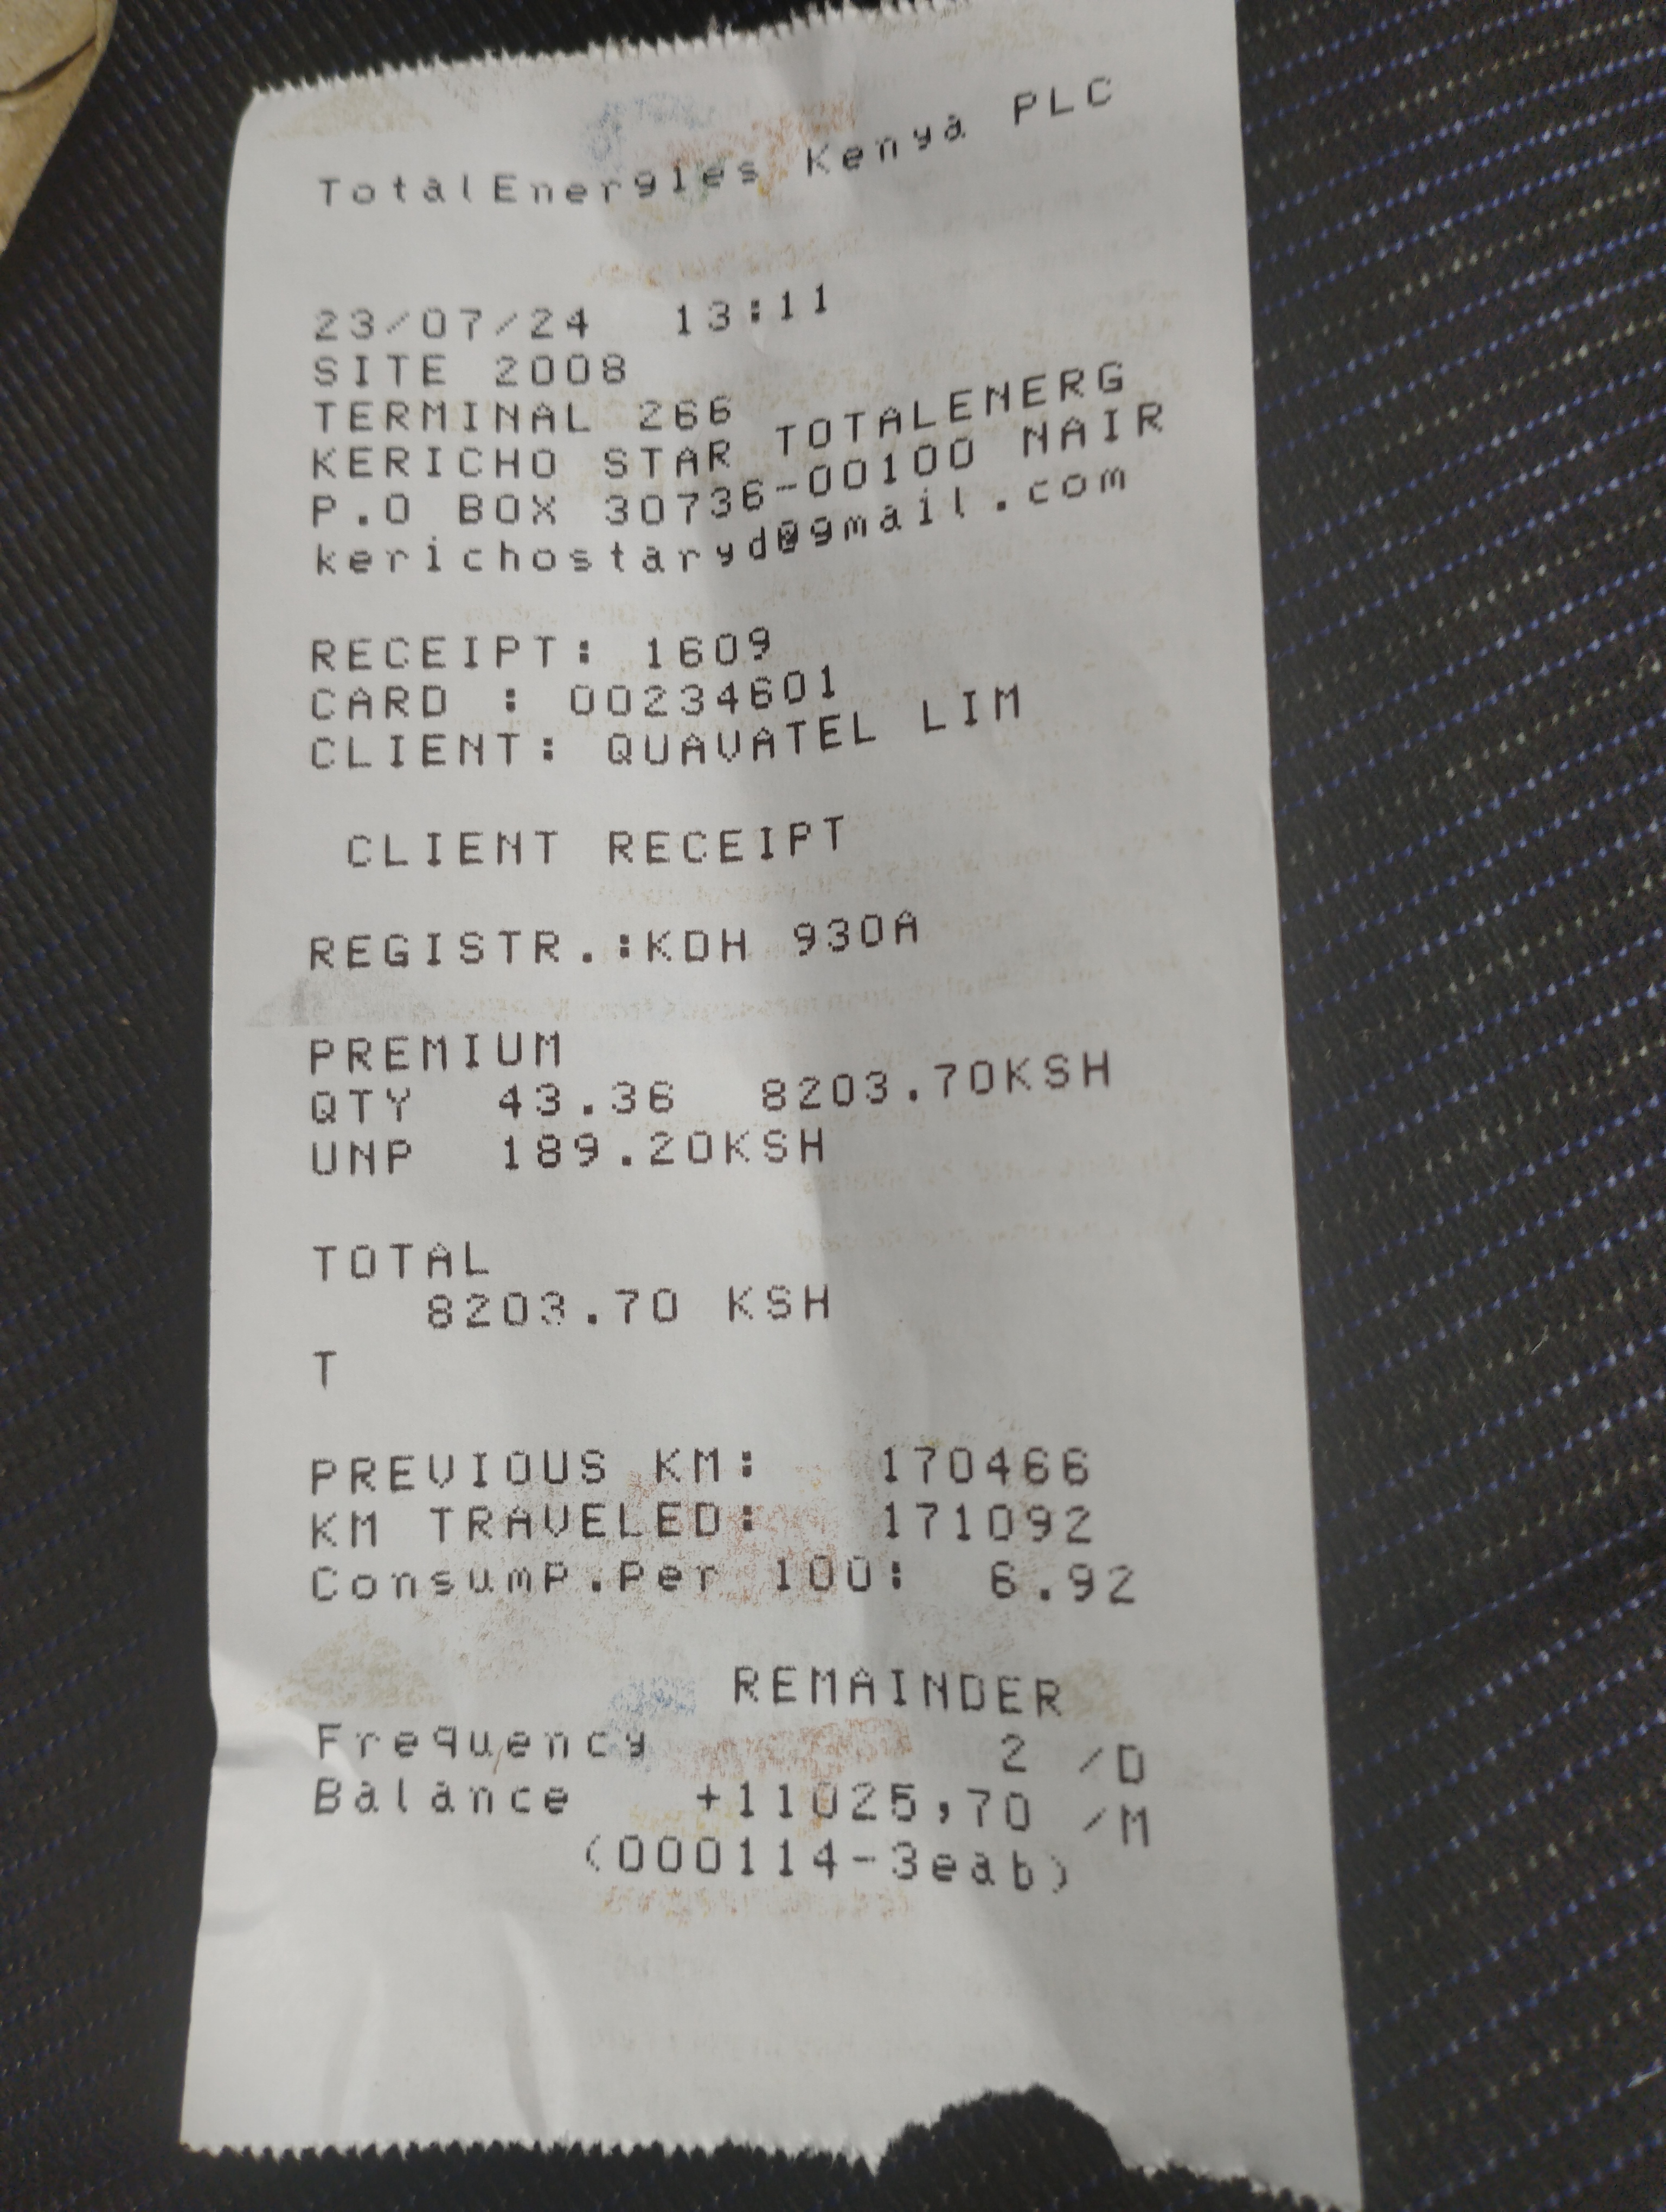 TotalEnergies Kenya PLC
23/07/24 13:11
SITE 2008
TERMINAL 266
KERICHO STAR TOTALENERG
P.O BOX 30736-00100 NAIR
kerichostaryd@gmail.com
RECEIPT: 1609
CARD : 00234601
CLIENT: QUAVATEL LIM
CLIENT RECEIPT
REGISTR.:KDH 930A
PREMIUM
QTY 43.36 8203.70KSH
UNP 189.20KSH
TOTAL
8203.70 KSH
T
PREVIOUS KM: 170466
KM TRAVELED: 171092
Consump.Per 100: 6.92
REMAINDER
Frequency 2 /D
Balance +11025,70 /M
(000114-3eab)